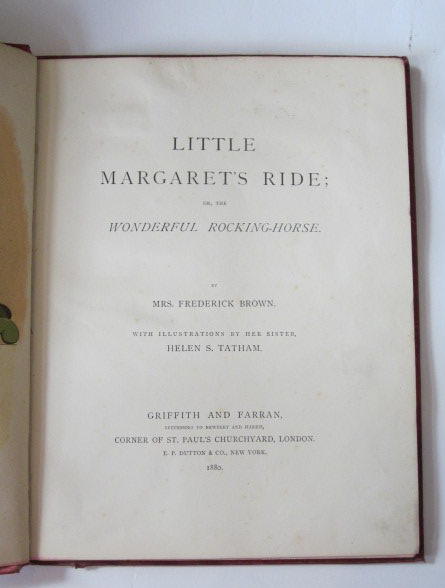 LITTLE
MARGARET'S RIDE;
OR, THE
WONDERFUL ROCKING-HORSE.
BY
MRS. FREDERICK BROWN.
WITH ILLUSTRATIONS BY HER SISTER,
HELEN S. TATHAM.
GRIFFITH AND FARRAN,
SUCCESSORS TO NEWBERY AND HARRIS,
CORNER OF ST. PAUL'S CHURCHYARD, LONDON.
E. P. DUTTON & CO., NEW YORK.
1880.